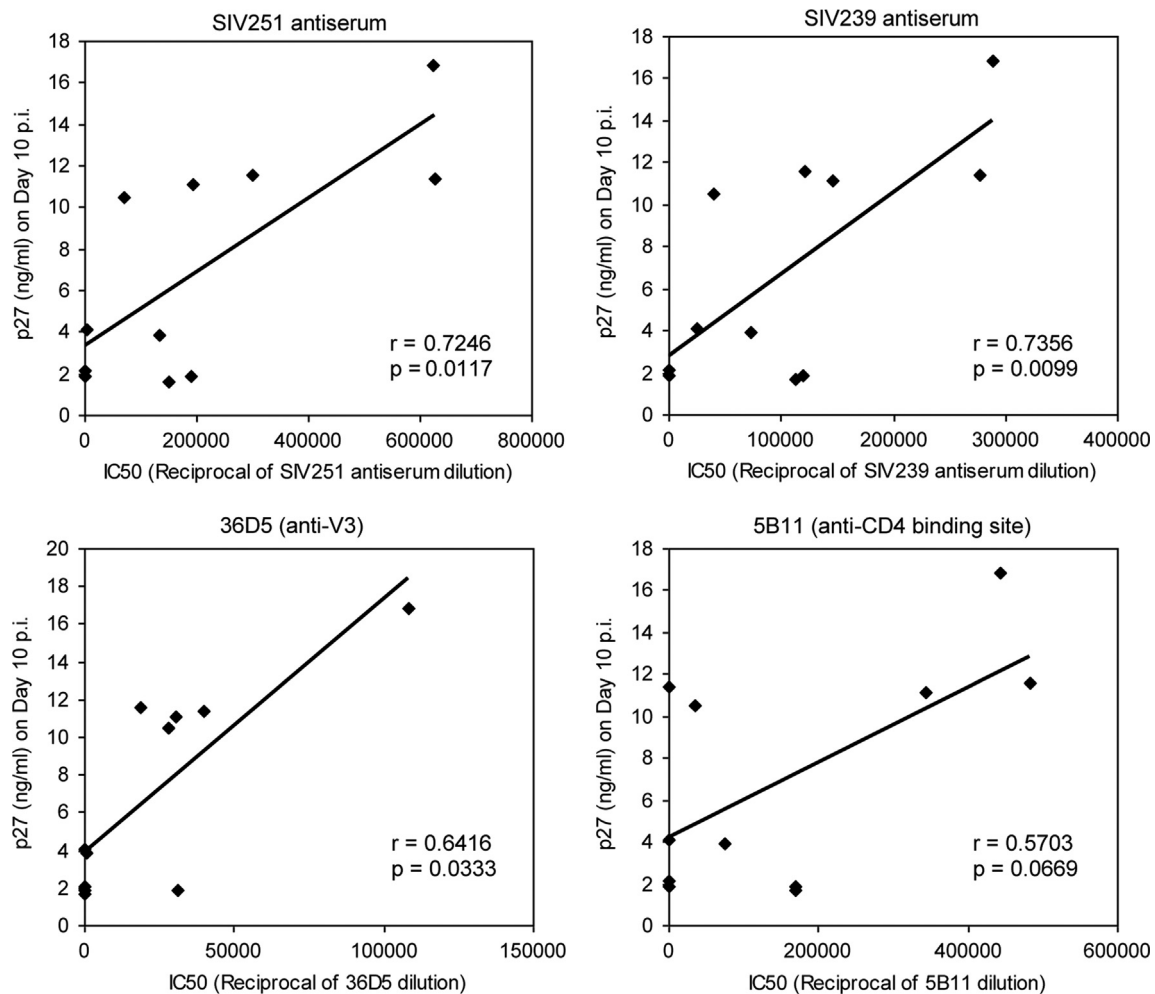 SIV251 antiserum
p27 (ng/ml) on Day 10 p.i.
18
16
14
12
10
8
6
4
2
0
r = 0.7246
p = 0.0117
0 200000 400000 600000 800000
IC50 (Reciprocal of SIV251 antiserum dilution)
SIV239 antiserum
p27 (ng/ml) on Day 10 p.i.
18
16
14
12
10
8
6
4
2
0
r = 0.7356
p = 0.0099
0 100000 200000 300000 400000
IC50 (Reciprocal of SIV239 antiserum dilution)
36D5 (anti-V3)
p27 (ng/ml) on Day 10 p.i.
20
18
16
14
12
10
8
6
4
2
0
r = 0.6416
p = 0.0333
0 50000 100000 150000
IC50 (Reciprocal of 36D5 dilution)
5B11 (anti-CD4 binding site)
p27 (ng/ml) on Day 10 p.i.
18
16
14
12
10
8
6
4
2
0
r = 0.5703
p = 0.0669
0 200000 400000 600000
IC50 (Reciprocal of 5B11 dilution)